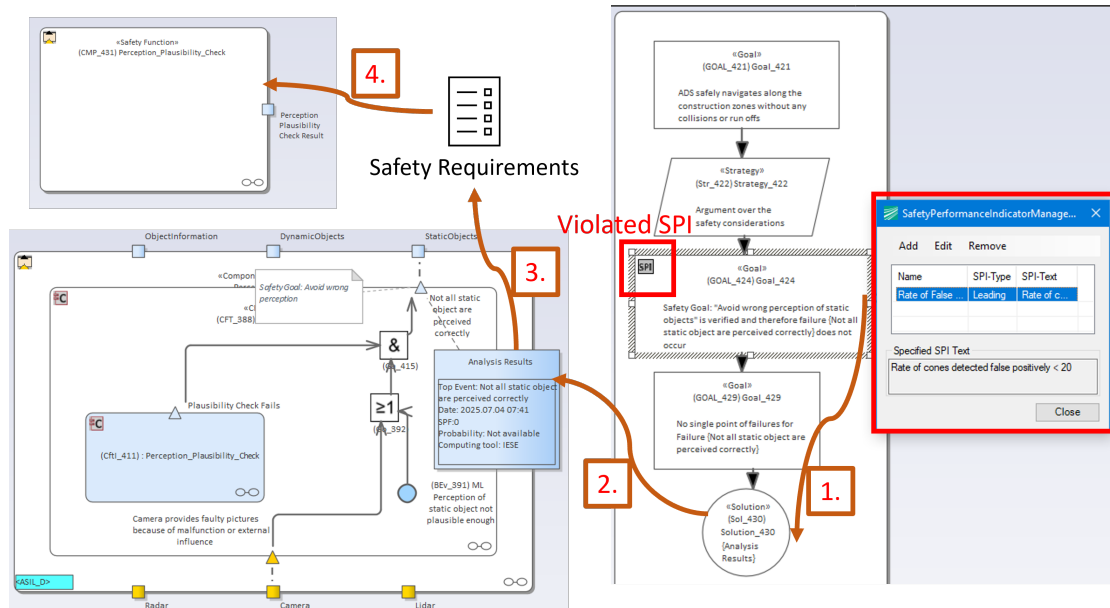 «Safety Function»
(CMP_431) Perception_Plausibility_Check
Perception
Plausibility
Check Result
4.
Safety Requirements
3.
ObjectInformation
DynamicObjects
StaticObjects
«Compon
SafetyGoal: Avoid wrong
perception
«Cl
(CFT_388)
Not all static
object are
perceived
correctly
&
_415)
≥1
_392
Plausibility Check Fails
(CftI_411) : Perception_Plausibility_Check
Analysis Results
Top Event: Not all static object
are perceived correctly
Date: 2025.07.04 07:41
SPF:0
Probability: Not available
Computing tool: IESE
(BEv_391) ML
Perception of
static object not
plausible enough
Camera provides faulty pictures
because of malfunction or external
influence
<ASIL_D>
Radar
Camera
Lidar
2.
«Goal»
(GOAL_421) Goal_421
ADS safely navigates along the
construction zones without any
collisions or run offs
«Strategy»
(Str_422) Strategy_422
Argument over the
safety considerations
Violated SPI
SPI
«Goal»
(GOAL_424) Goal_424
Safety Goal: "Avoid wrong perception of static
objects" is verified and therefore failure {Not all
static object are perceived correctly} does not
occur
«Goal»
(GOAL_429) Goal_429
No single point of failures for
Failure {Not all static object are
perceived correctly}
1.
«Solution»
(Sol_430)
Solution_430
{Analysis
Results}
SafetyPerformanceIndicatorManage...
Add Edit Remove
Name SPI-Type SPI-Text
Rate of False ... Leading Rate of c...
Specified SPI Text
Rate of cones detected false positively < 20
Close